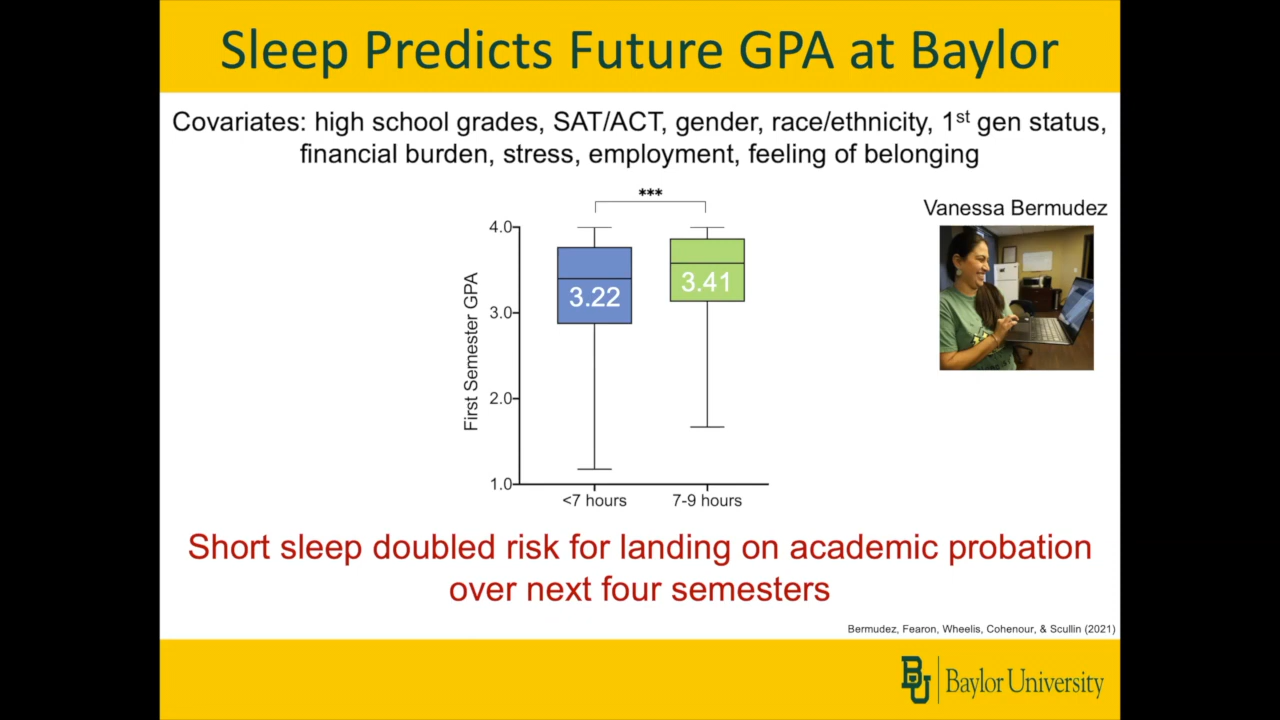 Sleep Predicts Future GPA at Baylor
Covariates: high school grades, SAT/ACT, gender, race/ethnicity, 1st gen status,
financial burden, stress, employment, feeling of belonging
***
Vanessa Bermudez
First Semester GPA
4.0
3.0
2.0
1.0
3.22
3.41
<7 hours
7-9 hours
Short sleep doubled risk for landing on academic probation
over next four semesters
Bermudez, Fearon, Wheelis, Cohenour, & Scullin (2021)
BU
Baylor University